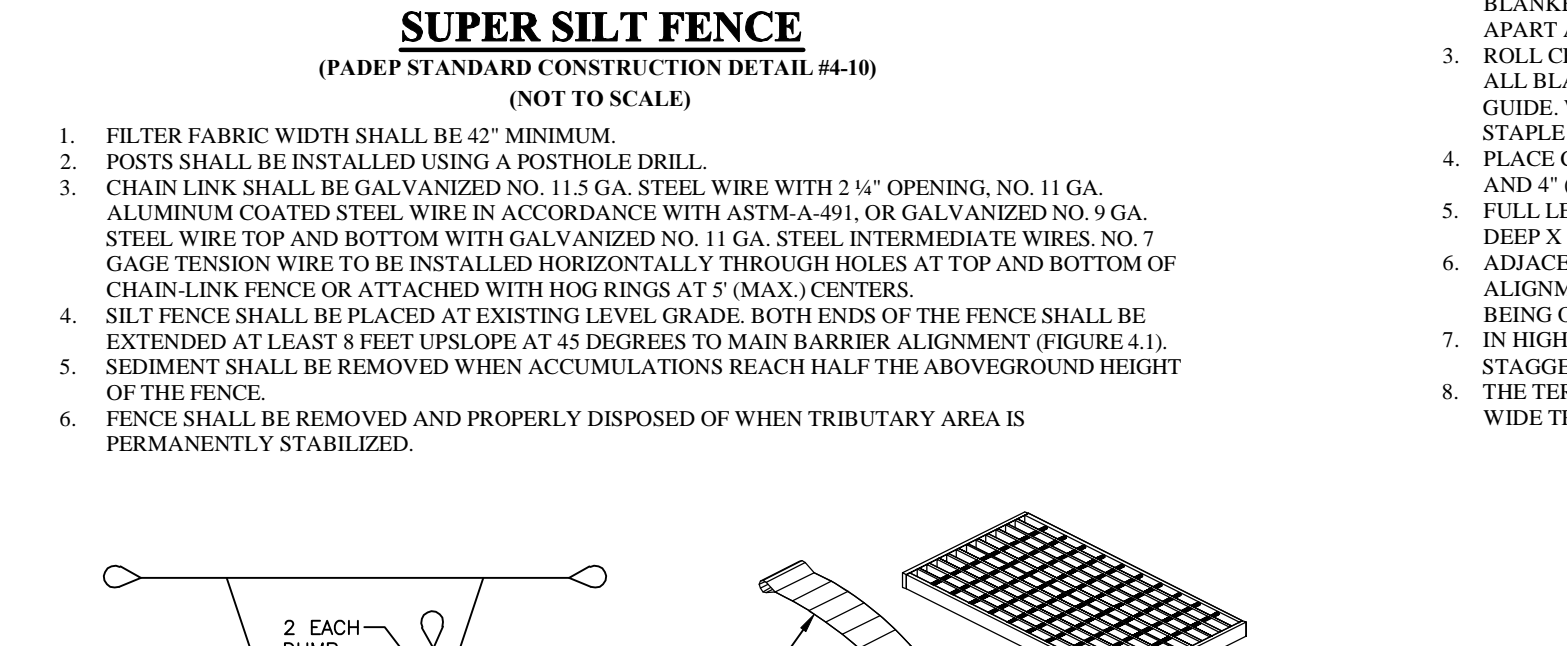 SUPER SILT FENCE
(PADEP STANDARD CONSTRUCTION DETAIL #4-10)
(NOT TO SCALE)
1. FILTER FABRIC WIDTH SHALL BE 42" MINIMUM.
2. POSTS SHALL BE INSTALLED USING A POSTHOLE DRILL.
3. CHAIN LINK SHALL BE GALVANIZED NO. 11.5 GA. STEEL WIRE WITH 2 ¼" OPENING, NO. 11 GA.
ALUMINUM COATED STEEL WIRE IN ACCORDANCE WITH ASTM-A-491, OR GALVANIZED NO. 9 GA.
STEEL WIRE TOP AND BOTTOM WITH GALVANIZED NO. 11 GA. STEEL INTERMEDIATE WIRES. NO. 7
GAGE TENSION WIRE TO BE INSTALLED HORIZONTALLY THROUGH HOLES AT TOP AND BOTTOM OF
CHAIN-LINK FENCE OR ATTACHED WITH HOG RINGS AT 5' (MAX.) CENTERS.
4. SILT FENCE SHALL BE PLACED AT EXISTING LEVEL GRADE. BOTH ENDS OF THE FENCE SHALL BE
EXTENDED AT LEAST 8 FEET UPSLOPE AT 45 DEGREES TO MAIN BARRIER ALIGNMENT (FIGURE 4.1).
5. SEDIMENT SHALL BE REMOVED WHEN ACCUMULATIONS REACH HALF THE ABOVEGROUND HEIGHT
OF THE FENCE.
6. FENCE SHALL BE REMOVED AND PROPERLY DISPOSED OF WHEN TRIBUTARY AREA IS
PERMANENTLY STABILIZED.
2 EACH
DUMP
APART
3. ROLL
ALL
GUIDE.
STAPLE
4. PLACE
AND 4"
5. FULL
DEEP X
6.
BEING
7. IN HIGH
8. THE
WIDE